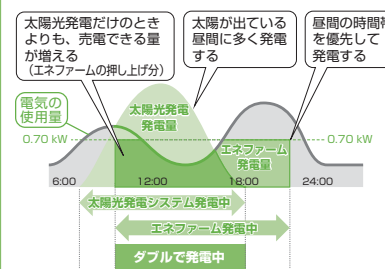 太陽光発電だけのとき
よりも、売電できる量
が増える
（エネファームの押し上げ分）
太陽が出ている
昼間に多く発電
する
昼間の時間帯
を優先して
発電する
電気の
使用量
太陽光発電
発電量
0.70 kW
0.70 kW
エネファーム
発電量
6:00
12:00
18:00
24:00
太陽光発電システム発電中
エネファーム発電中
ダブルで発電中